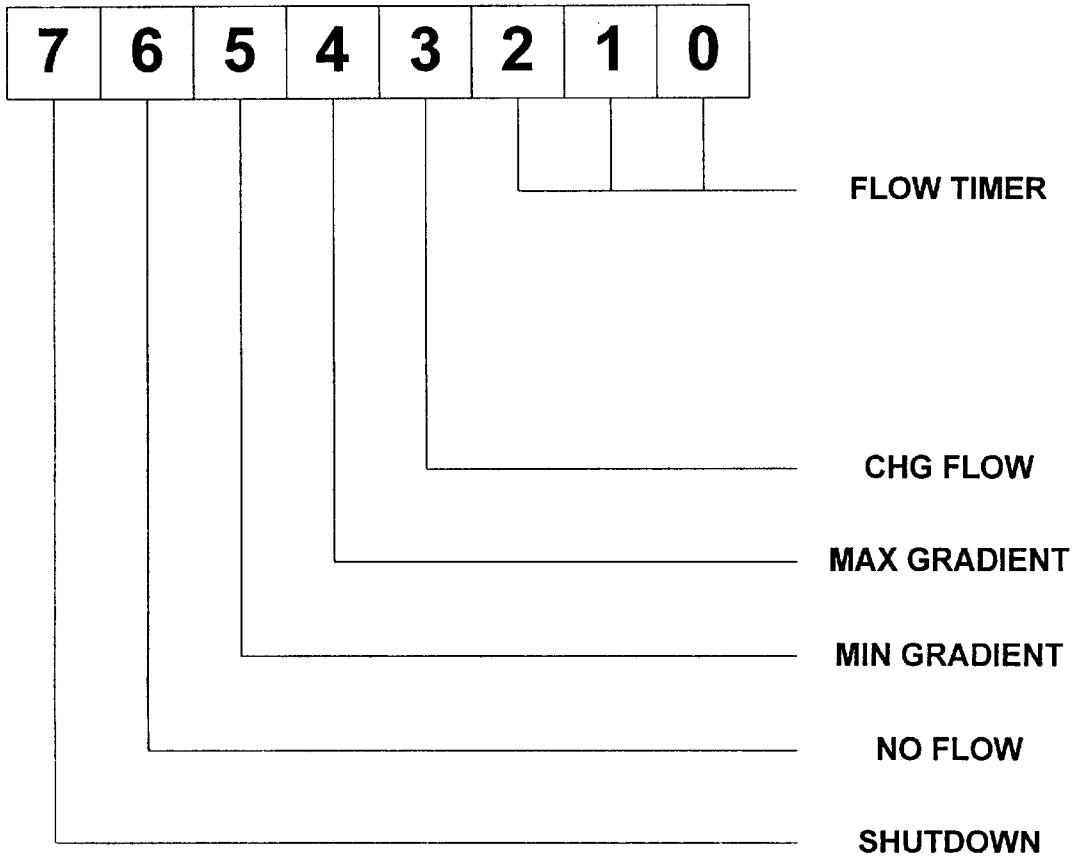 7 6 5 4 3 2 1 0
FLOW TIMER
CHG FLOW
MAX GRADIENT
MIN GRADIENT
NO FLOW
SHUTDOWN